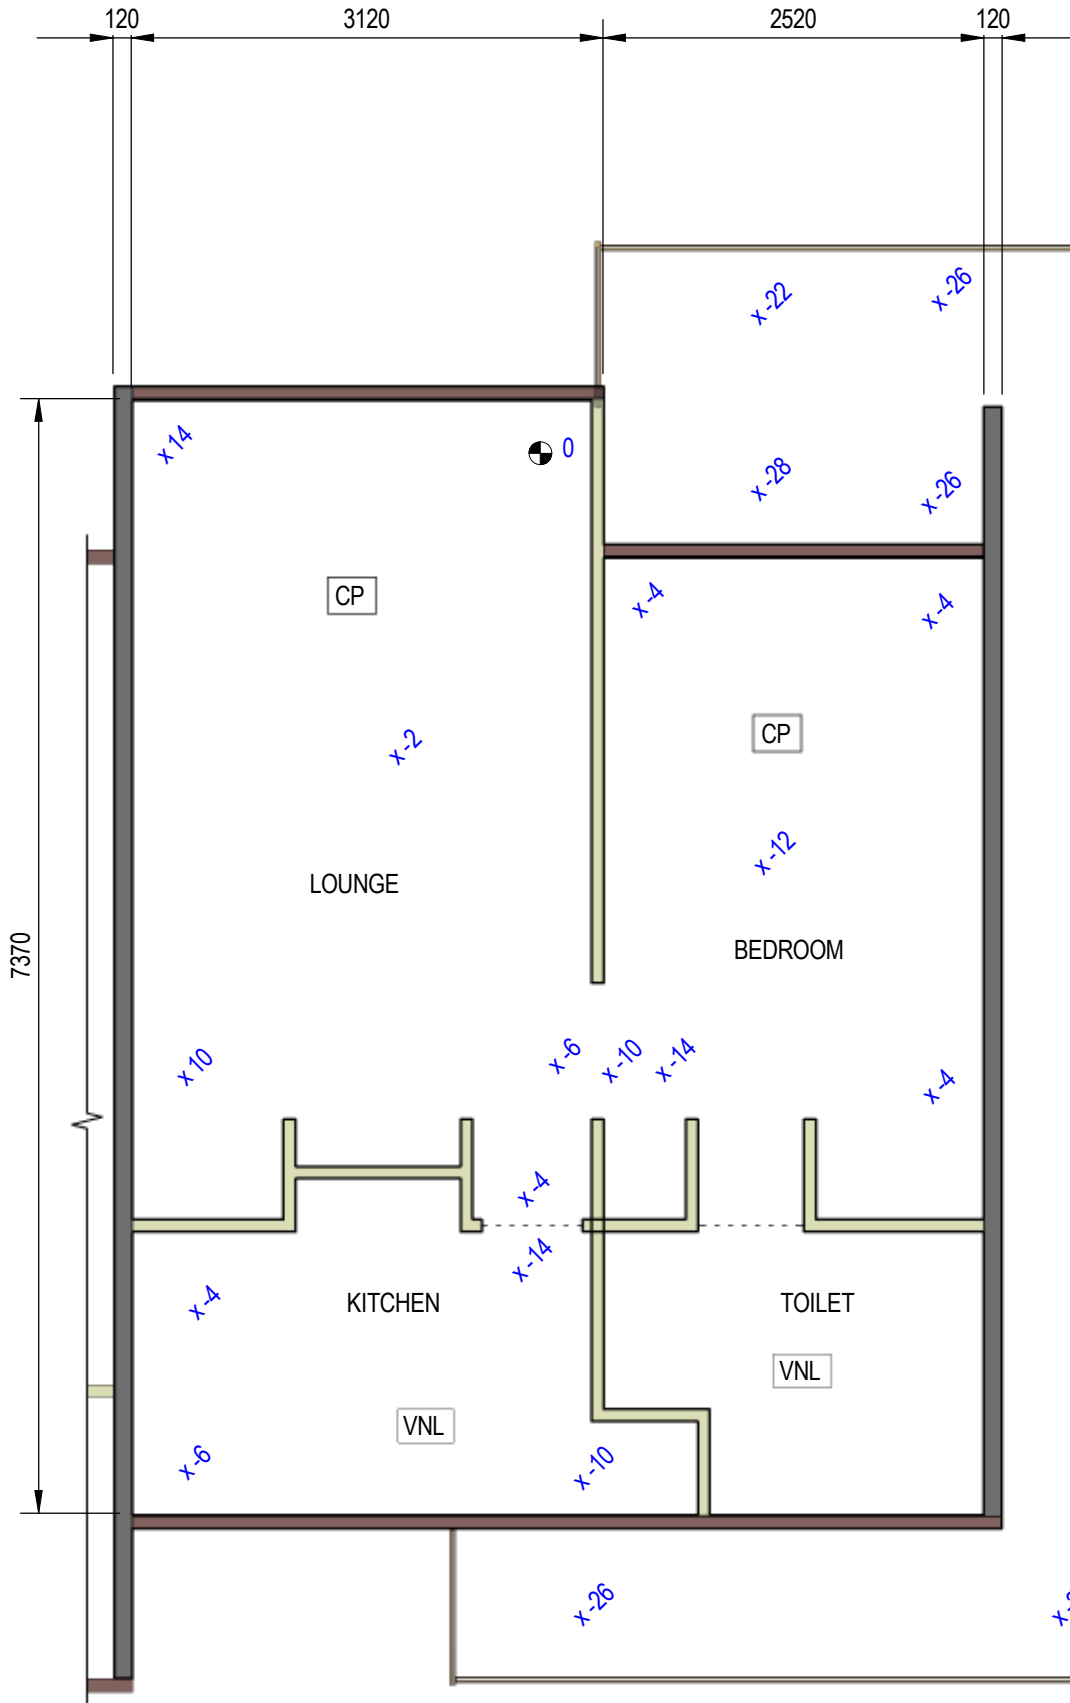 120 3120 2520 120
x -22 x -26
x 14 0 x -28 x -26
CP x -4 x -4
CP
x -2
x -12
LOUNGE
BEDROOM
7370
x 10 x -6 x -10 x -14 x -4
x -4
x -14
x -4 KITCHEN TOILET
VNL
VNL
x -6 x -10
x -26